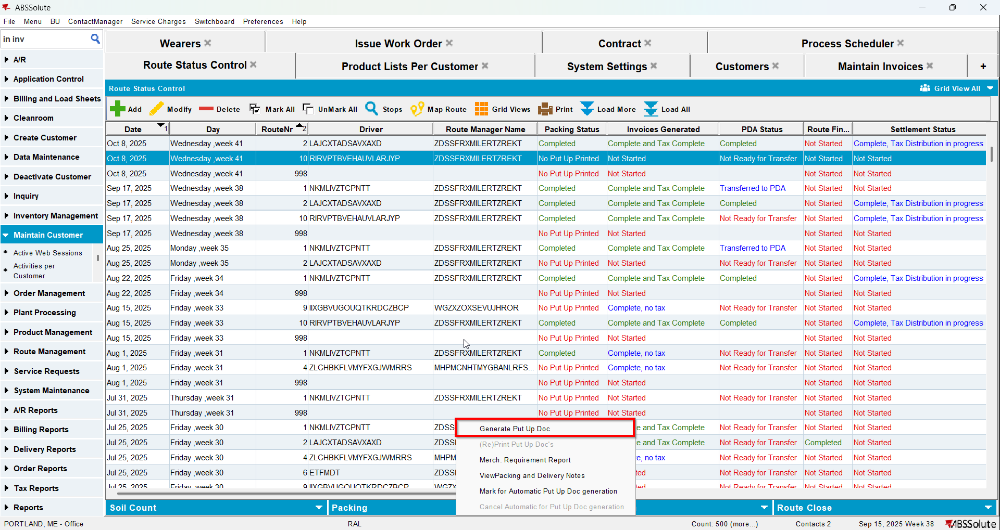 ABSSolute
File Menu BU ContactManager Service Charges Switchboard Preferences Help
in inv
Wearers Issue Work Order Contract Process Scheduler
Route Status Control Product Lists Per Customer System Settings Customers Maintain Invoices +
A/R
Application Control
Billing and Load Sheets
Cleanroom
Create Customer
Data Maintenance
Deactivate Customer
Inquiry
Inventory Management
Maintain Customer
Active Web Sessions
Activities per
Customer
Order Management
Plant Processing
Product Management
Route Management
Service Requests
System Maintenance
A/R Reports
Billing Reports
Delivery Reports
Order Reports
Tax Reports
Reports
Route Status Control Grid View All
Add Modify Delete Mark All UnMark All Stops Map Route Grid Views Print Load More Load All
Date 1 Day RouteNr 2 Driver Route Manager Name Packing Status Invoices Generated PDA Status Route Fin... Settlement Status
Oct 8, 2025 Wednesday ,week 41 2 LAJCXTADSAVXAXD ZDSSFRXMILERTZREKT Completed Complete and Tax Complete Completed Not Started Complete, Tax Distribution in progress
Oct 8, 2025 Wednesday ,week 41 10 RIRVPTBVEHAUVLARJYP ZDSSFRXMILERTZREKT No Put Up Printed Not Started Not Ready for Transfer Not Started Not Started
Oct 8, 2025 Wednesday ,week 41 998 No Put Up Printed Not Started Not Started Not Started
Sep 17, 2025 Wednesday ,week 38 1 NKMLIVZTCPNTT ZDSSFRXMILERTZREKT Completed Complete and Tax Complete Transferred to PDA Not Started Not Started
Sep 17, 2025 Wednesday ,week 38 2 LAJCXTADSAVXAXD ZDSSFRXMILERTZREKT Completed Complete and Tax Complete Completed Not Started Complete, Tax Distribution in progress
Sep 17, 2025 Wednesday ,week 38 10 RIRVPTBVEHAUVLARJYP ZDSSFRXMILERTZREKT Completed Complete and Tax Complete Not Ready for Transfer Not Started Complete, Tax Distribution in progress
Sep 17, 2025 Wednesday ,week 38 998 No Put Up Printed Not Started Not Started Not Started
Aug 25, 2025 Monday ,week 35 1 NKMLIVZTCPNTT ZDSSFRXMILERTZREKT Completed Complete and Tax Complete Transferred to PDA Not Started Not Started
Aug 25, 2025 Monday ,week 35 2 LAJCXTADSAVXAXD ZDSSFRXMILERTZREKT No Put Up Printed Not Started Not Ready for Transfer Not Started Not Started
Aug 22, 2025 Friday ,week 34 1 NKMLIVZTCPNTT ZDSSFRXMILERTZREKT Completed Complete and Tax Complete Completed Not Started Complete, Tax Distribution in progress
Aug 22, 2025 Friday ,week 34 998 No Put Up Printed Not Started Not Started Not Started
Aug 15, 2025 Friday ,week 33 9 IIXGBVUGOUQTKRDCZBCP WGZXZOXSEVUJHROR No Put Up Printed Complete, no tax Not Ready for Transfer Not Started Not Started
Aug 15, 2025 Friday ,week 33 10 RIRVPTBVEHAUVLARJYP ZDSSFRXMILERTZREKT Completed Complete and Tax Complete Completed Not Started Complete, Tax Distribution in progress
Aug 15, 2025 Friday ,week 33 998 No Put Up Printed Not Started Not Started Not Started
Aug 1, 2025 Friday ,week 31 1 NKMLIVZTCPNTT ZDSSFRXMILERTZREKT Completed Complete, no tax Not Ready for Transfer Not Started Not Started
Aug 1, 2025 Friday ,week 31 4 ZLCHBKFLVMYFXGJWMRRS MHPMCNHTMYGBANLRFS... No Put Up Printed Complete, no tax Not Ready for Transfer Not Started Not Started
Aug 1, 2025 Friday ,week 31 998 No Put Up Printed Not Started Not Started Not Started
Jul 31, 2025 Thursday ,week 31 1 NKMLIVZTCPNTT ZDSSFRXMILERTZREKT No Put Up Printed Not Started Not Ready for Transfer Not Started Not Started
Jul 31, 2025 Thursday ,week 31 998 No Put Up Printed Not Started Not Started Not Started
Jul 25, 2025 Friday ,week 30 1 NKMLIVZTCPNTT ZDSS e and Tax Complete Not Ready for Transfer Not Started Not Started
Jul 25, 2025 Friday ,week 30 2 LAJCXTADSAVXAXD ZDSS e and Tax Complete Not Ready for Transfer Completed Not Started
Jul 25, 2025 Friday ,week 30 4 ZLCHBKFLVMYFXGJWMRRS MHPM e, no tax Not Ready for Transfer Not Started Not Started
Jul 25, 2025 Friday ,week 30 6 ETFMDT ZDSS ed Not Ready for Transfer Not Started Not Started
Jul 25, 2025 Friday ,week 30 9 IIXGBVUGOUQTKRDCZBCP WGZX ted Not Ready for Transfer Not Started Not Started
Generate Put Up Doc
(Re)Print Put Up Doc's
Merch. Requirement Report
ViewPacking and Delivery Notes
Mark for Automatic Put Up Doc generation
Cancel Automatic for Put Up Doc generation
Soil Count Packing Route Close
PORTLAND, ME - Office RAL Count: 500 (more...) Contacts 2 Sep 15, 2025 Week 38 ABSSolute